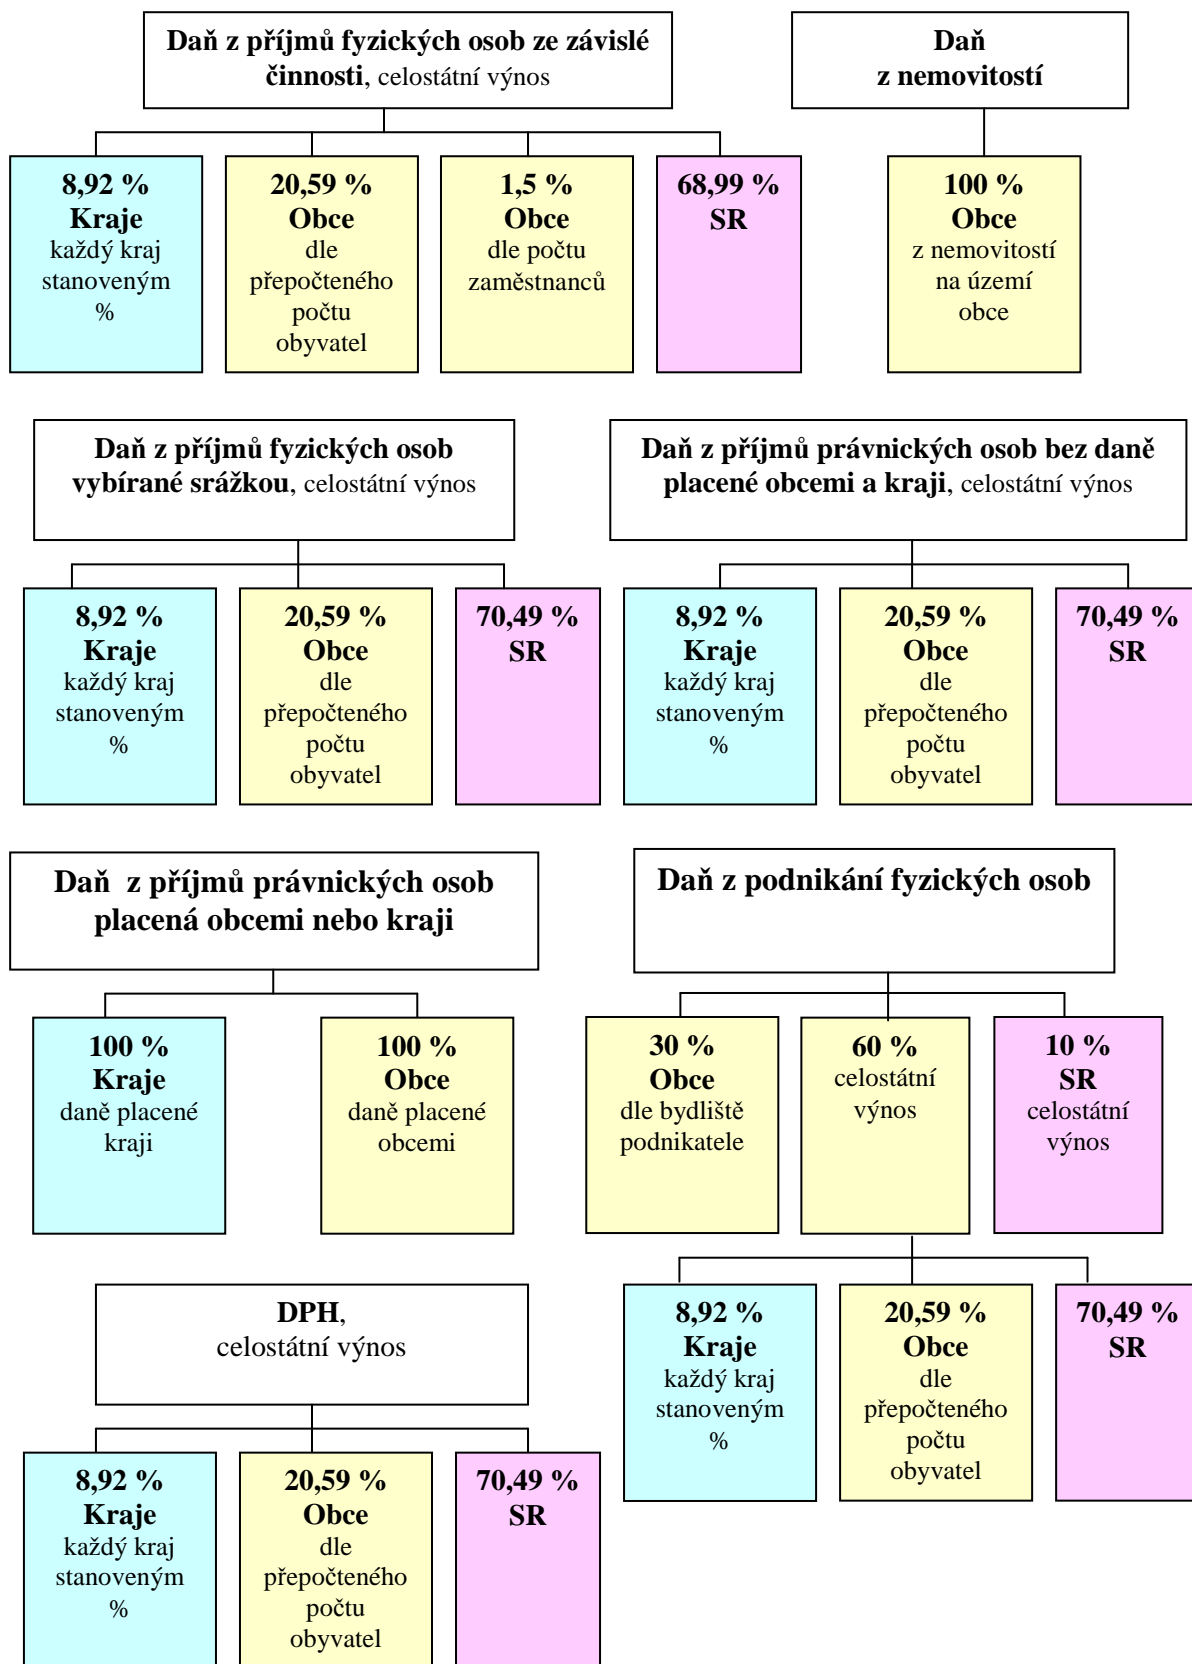 Daň z příjmů fyzických osob ze závislé
činnosti, celostátní výnos
Daň
z nemovitostí
8,92 %
Kraje
každý kraj
stanoveným
%
20,59 %
Obce
dle
přepočteného
počtu
obyvatel
1,5 %
Obce
dle počtu
zaměstnanců
68,99 %
SR
100 %
Obce
z nemovitostí
na území
obce
Daň z příjmů fyzických osob
vybírané srážkou, celostátní výnos
Daň z příjmů právnických osob bez daně
placené obcemi a kraji, celostátní výnos
8,92 %
Kraje
každý kraj
stanoveným
%
20,59 %
Obce
dle
přepočteného
počtu
obyvatel
70,49 %
SR
8,92 %
Kraje
každý kraj
stanoveným
%
20,59 %
Obce
dle
přepočteného
počtu
obyvatel
70,49 %
SR
Daň  z příjmů právnických osob
placená obcemi nebo kraji
Daň z podnikání fyzických osob
100 %
Kraje
daně placené
kraji
100 %
Obce
daně placené
obcemi
30 %
Obce
dle bydliště
podnikatele
60 %
celostátní
výnos
10 %
SR
celostátní
výnos
DPH,
celostátní výnos
8,92 %
Kraje
každý kraj
stanoveným
%
20,59 %
Obce
dle
přepočteného
počtu
obyvatel
70,49 %
SR
8,92 %
Kraje
každý kraj
stanoveným
%
20,59 %
Obce
dle
přepočteného
počtu
obyvatel
70,49 %
SR